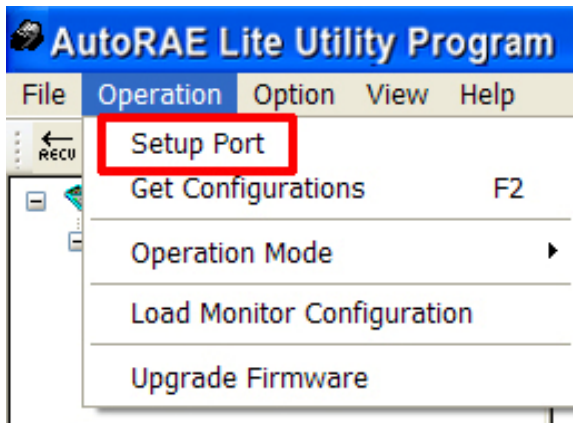 AutoRAE Lite Utility Program
File Operation Option View Help
RECV
Setup Port
Get Configurations F2
Operation Mode
Load Monitor Configuration
Upgrade Firmware